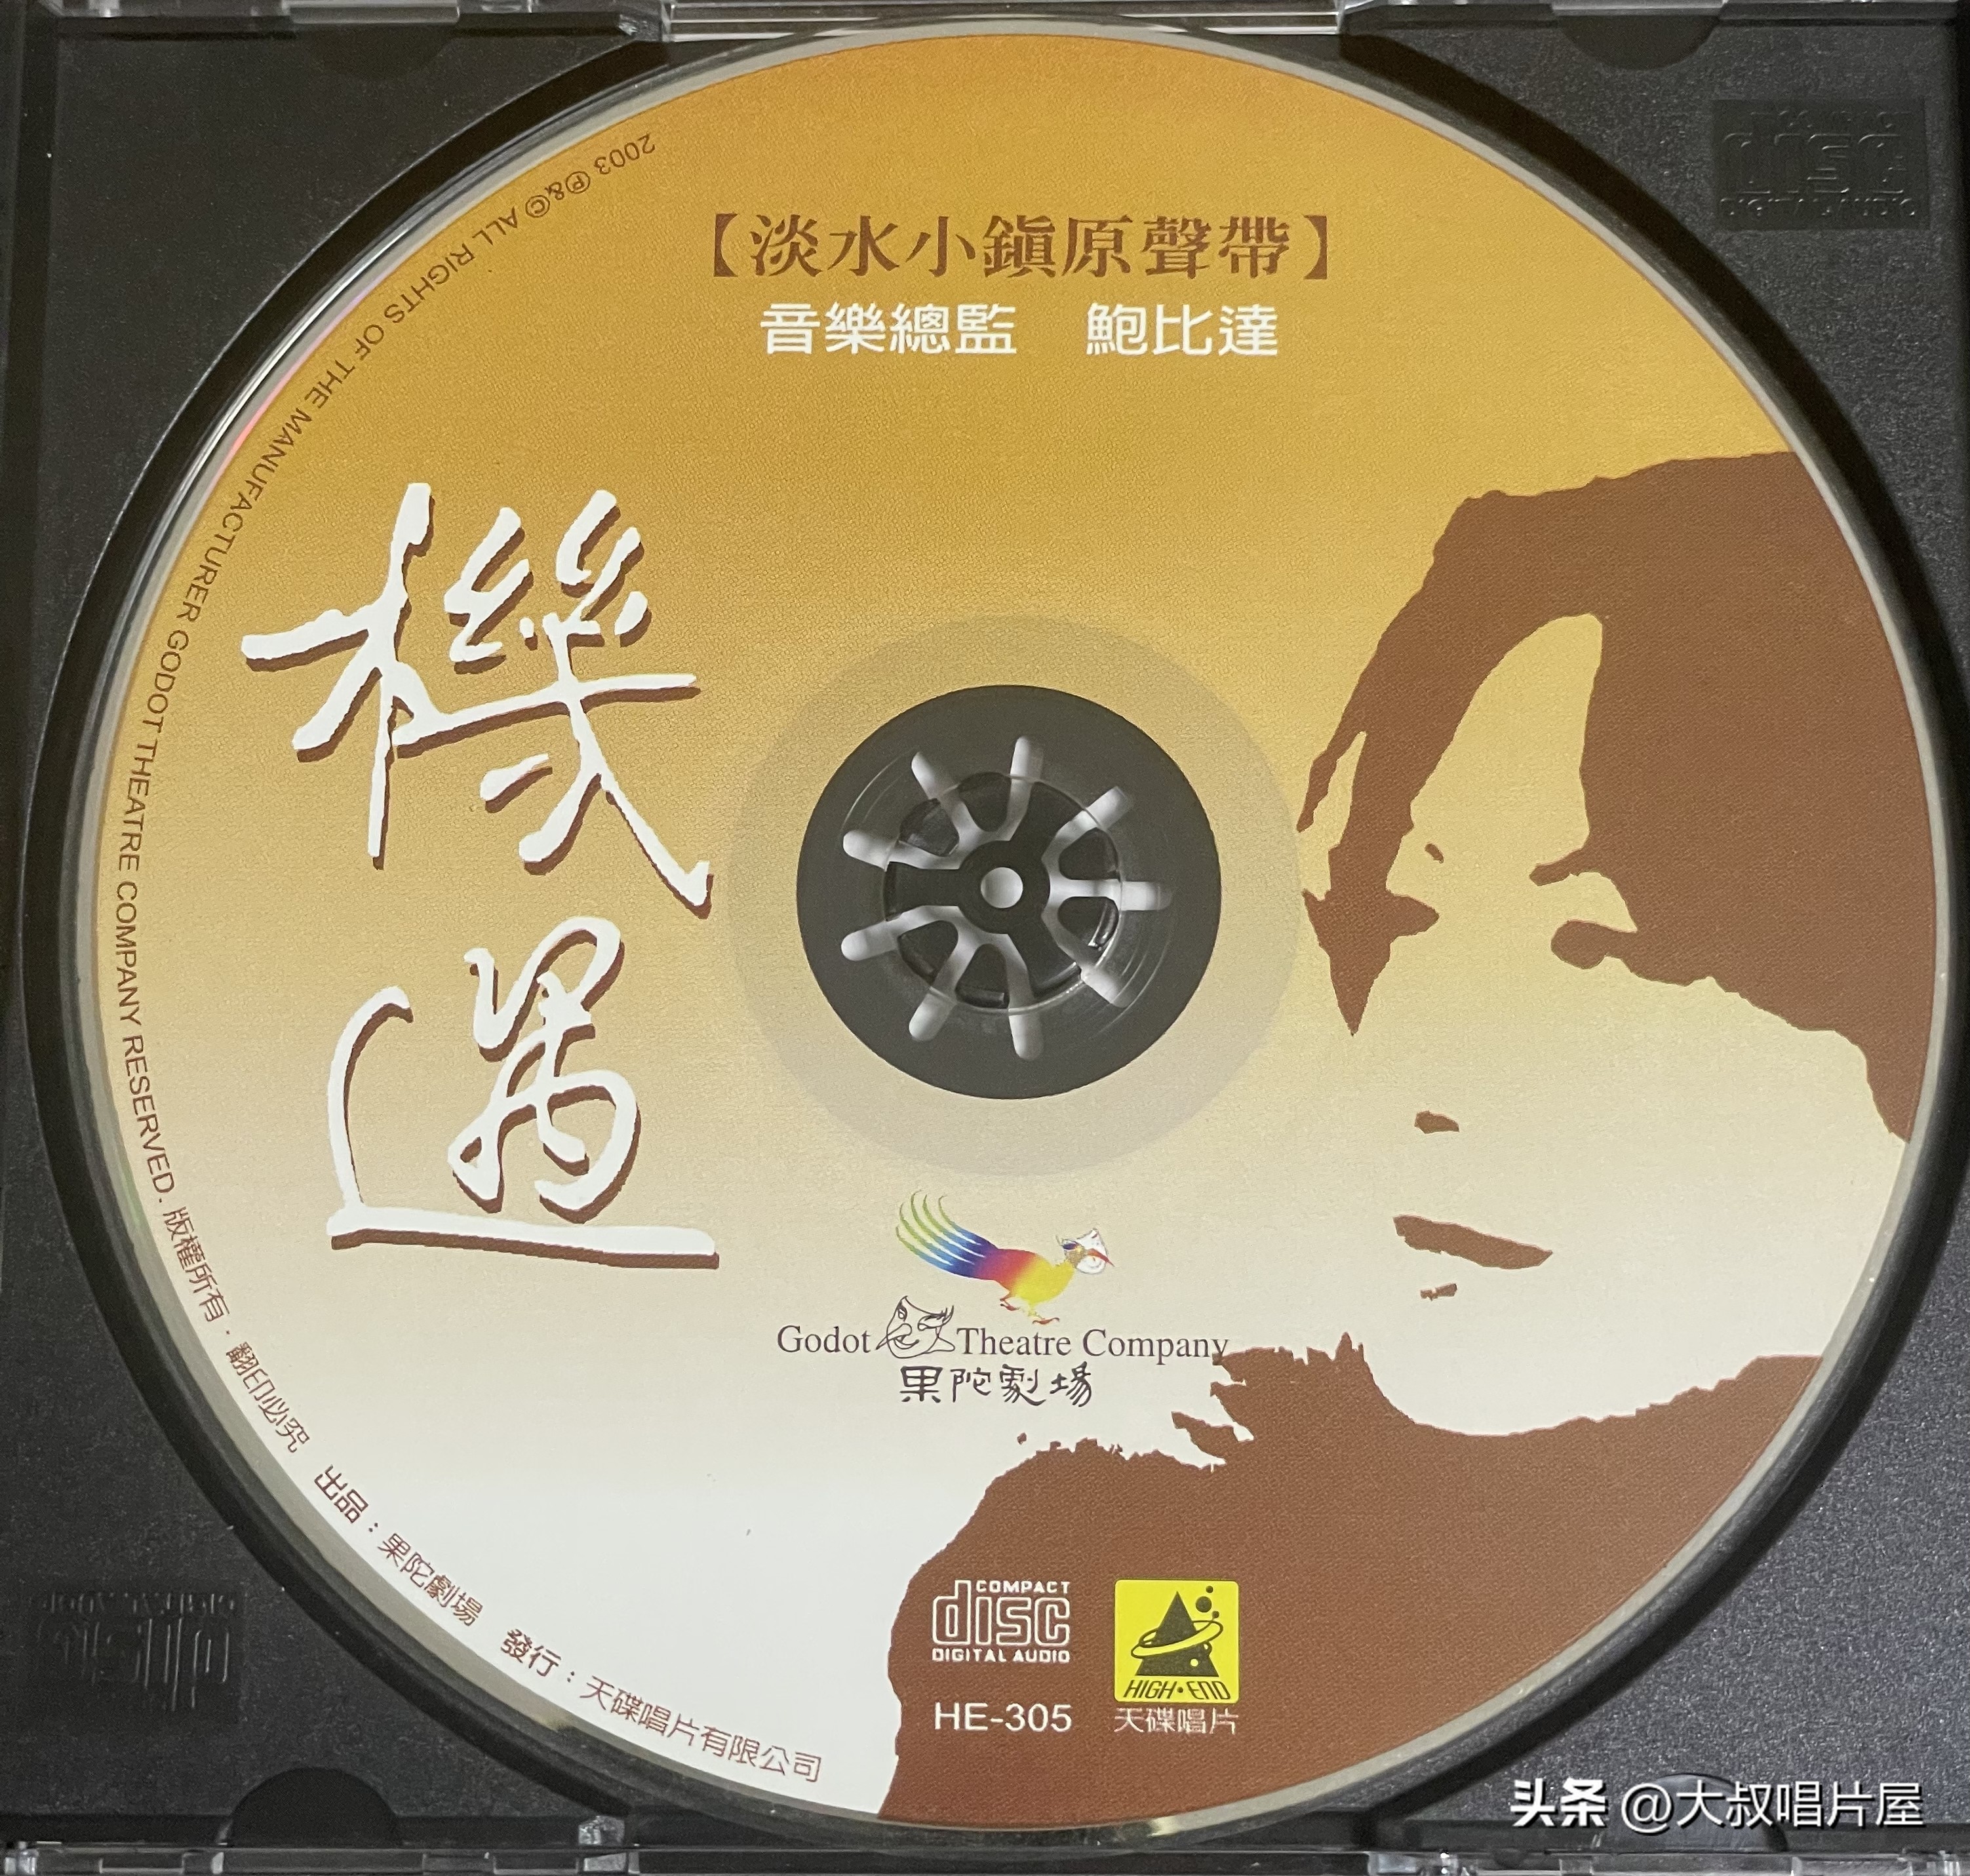 【淡水小鎮原聲帶】
音樂總監　鮑比達
機遇
Godot Theatre Company
果陀劇場
COMPACT
disc
DIGITAL AUDIO
HE-305
HIGH·END
天碟唱片
2003 Ⓟ&© ALL RIGHTS OF THE MANUFACTURER GODOT THEATRE COMPANY RESERVED. 版權所有．翻印必究　出品：果陀劇場　發行：天碟唱片有限公司
头条 @大叔唱片屋